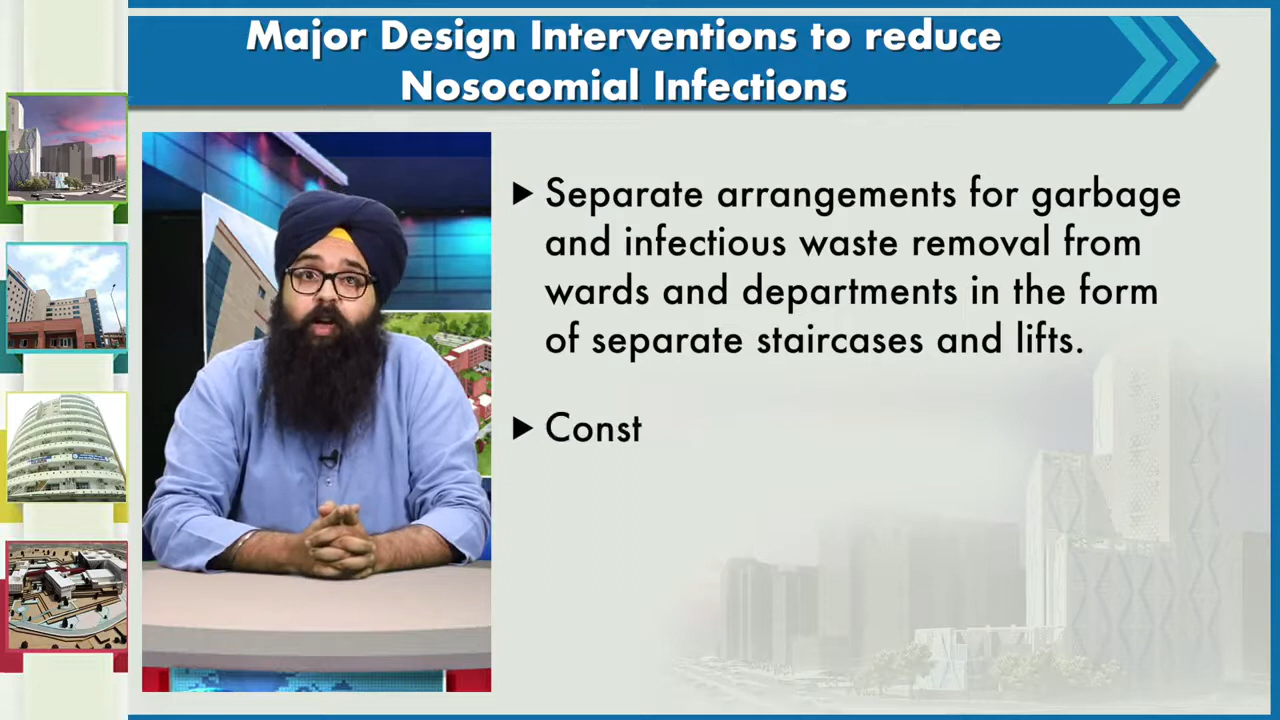 Major Design Interventions to reduce
Nosocomial Infections
Separate arrangements for garbage
and infectious waste removal from
wards and departments in the form
of separate staircases and lifts.
Const